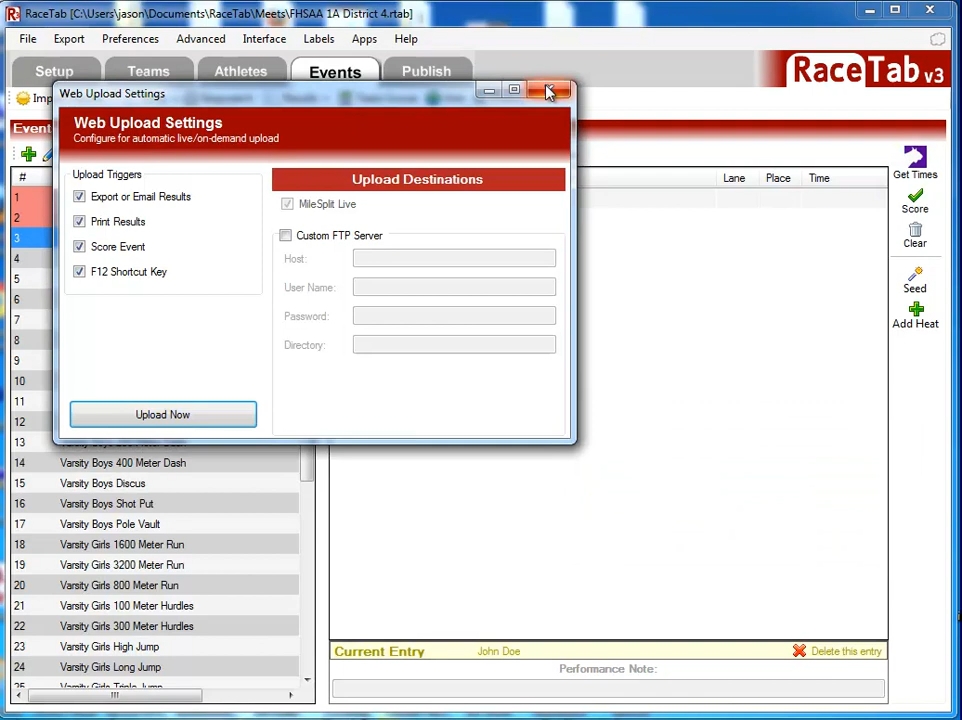 RaceTab [C:\Users\jason\Documents\RaceTab\Meets\FHSAA 1A District 4.rtab]
File Export Preferences Advanced Interface Labels Apps Help
Setup Teams Athletes Events Publish
RaceTab v3
Web Upload Settings
Web Upload Settings
Configure for automatic live/on-demand upload
Upload Triggers
Export or Email Results
Print Results
Score Event
F12 Shortcut Key
Upload Now
Upload Destinations
MileSplit Live
Custom FTP Server
Host:
User Name:
Password:
Directory:
#
1
2
3
4
5
6
7
8
9
10
11
12
13
14 Varsity Boys 400 Meter Dash
15 Varsity Boys Discus
16 Varsity Boys Shot Put
17 Varsity Boys Pole Vault
18 Varsity Girls 1600 Meter Run
19 Varsity Girls 3200 Meter Run
20 Varsity Girls 800 Meter Run
21 Varsity Girls 100 Meter Hurdles
22 Varsity Girls 300 Meter Hurdles
23 Varsity Girls High Jump
24 Varsity Girls Long Jump
25 Varsity Girls Triple Jump
Lane Place Time
Get Times
Score
Clear
Seed
Add Heat
Current Entry John Doe Delete this entry
Performance Note: